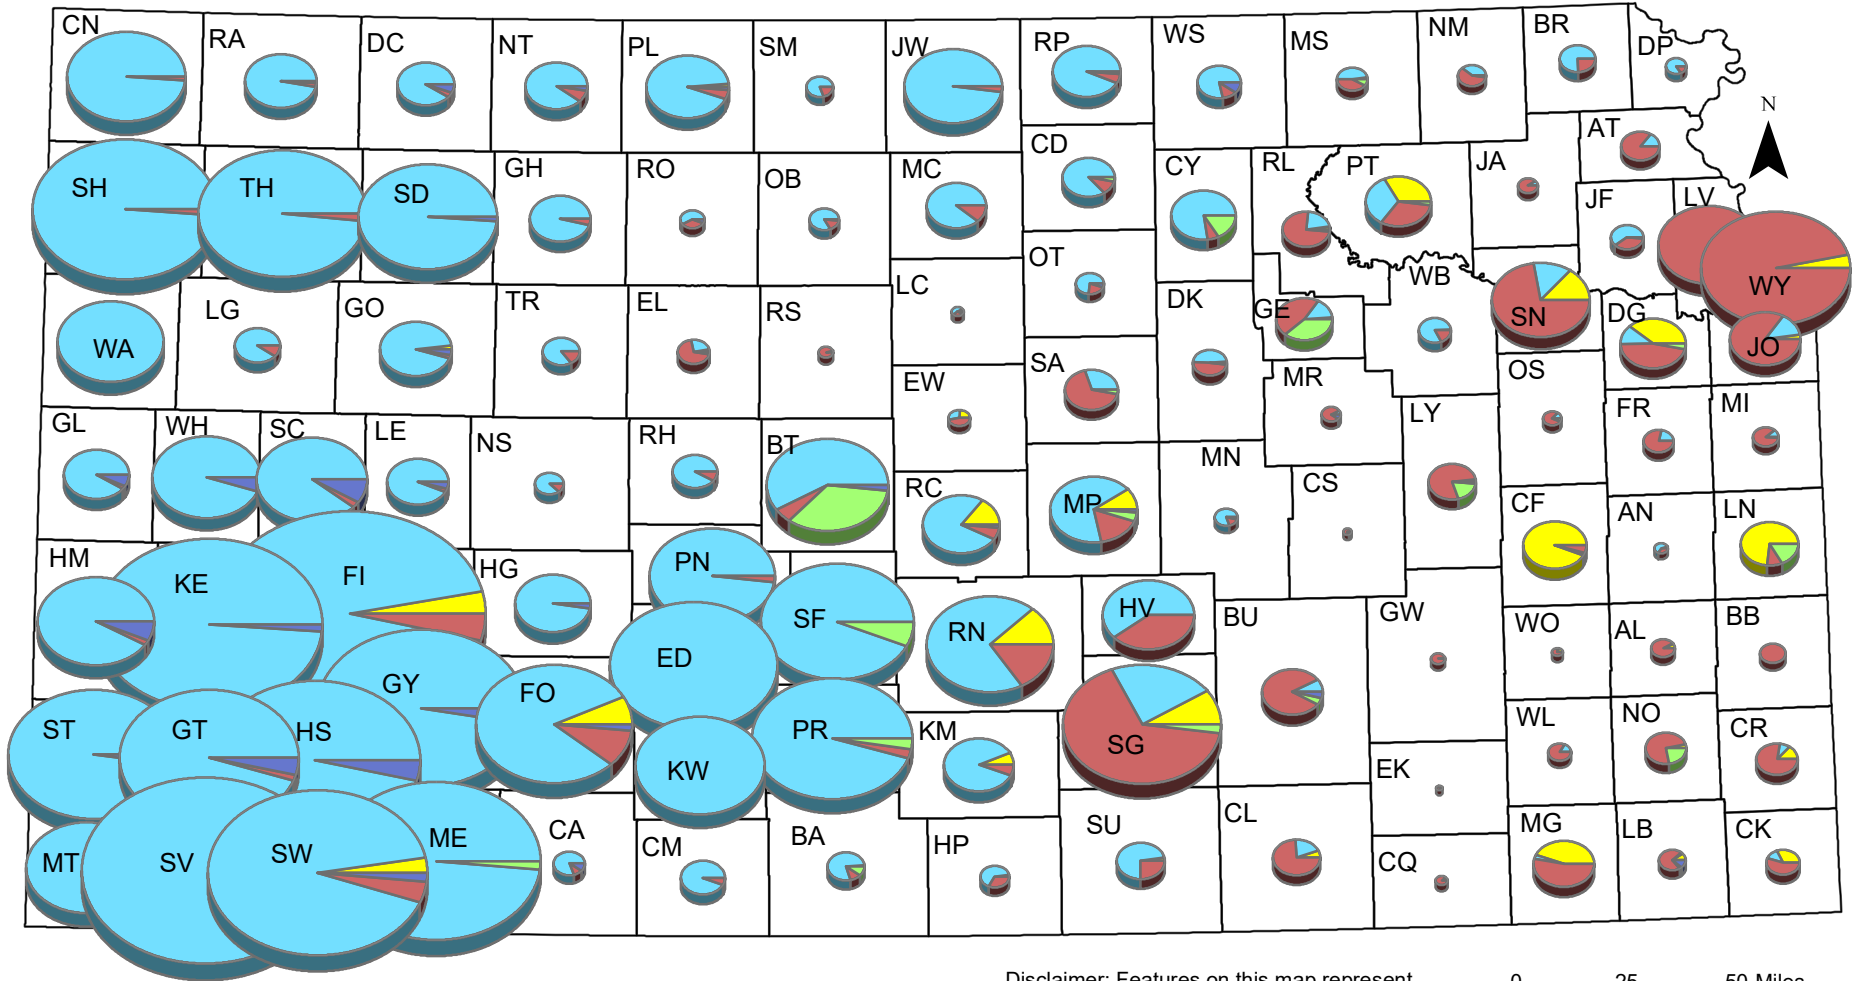 CN RA DC NT PL SM JW RP WS MS NM BR DP
N
SH TH SD GH RO OB MC CD CY RL PT JA AT
JF LV
WA LG GO TR EL RS LC OT DK GE WB SN DG WY
JO
GL WH SC LE NS RH BT EW SA MR LY OS FR MI
HM KE FI HG PN SF RC MP MN CS CF AN LN
ED RN HV BU GW WO AL BB
ST GT HS GY FO KW PR KM SG EK WL NO CR
MT SV SW ME CA CM BA HP SU CL CQ MG LB CK
Disclaimer: Features on this map represent 0 25 50 Miles